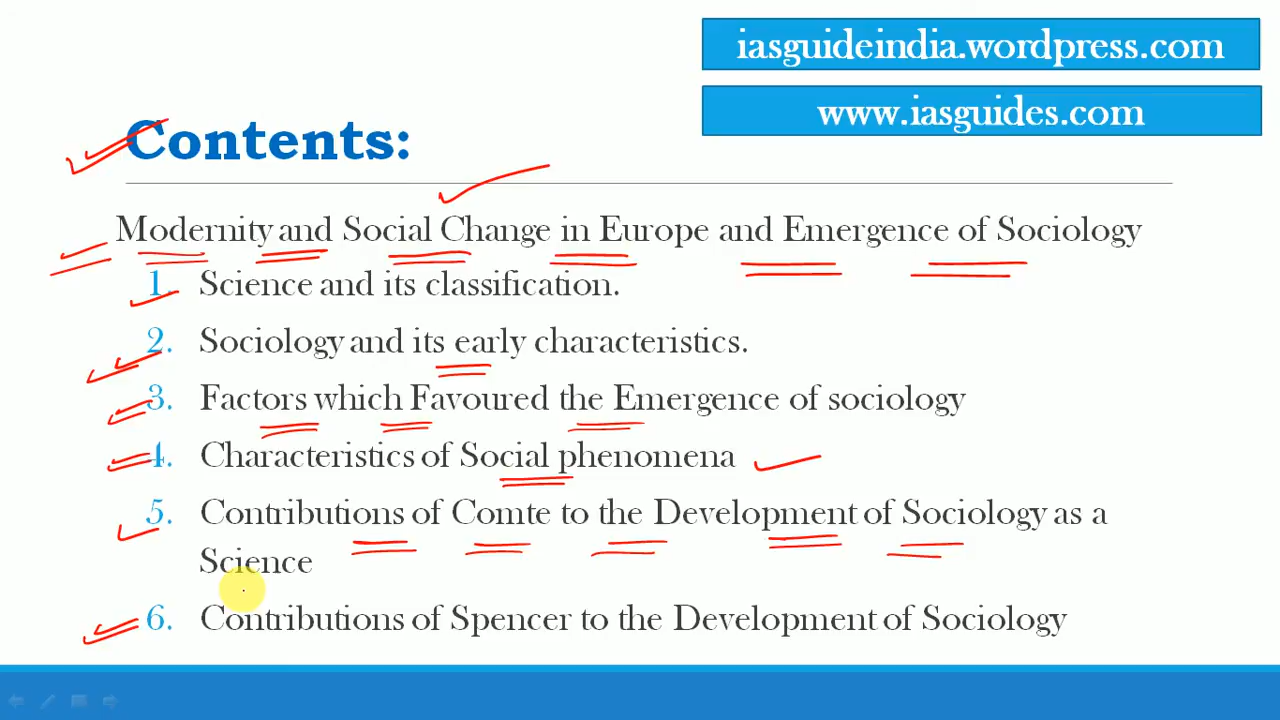 iasguideindia.wordpress.com
www.iasguides.com
Contents:
Modernity and Social Change in Europe and Emergence of Sociology
1. Science and its classification.
2. Sociology and its early characteristics.
3. Factors which Favoured the Emergence of sociology
4. Characteristics of Social phenomena
5. Contributions of Comte to the Development of Sociology as a
Science
6. Contributions of Spencer to the Development of Sociology